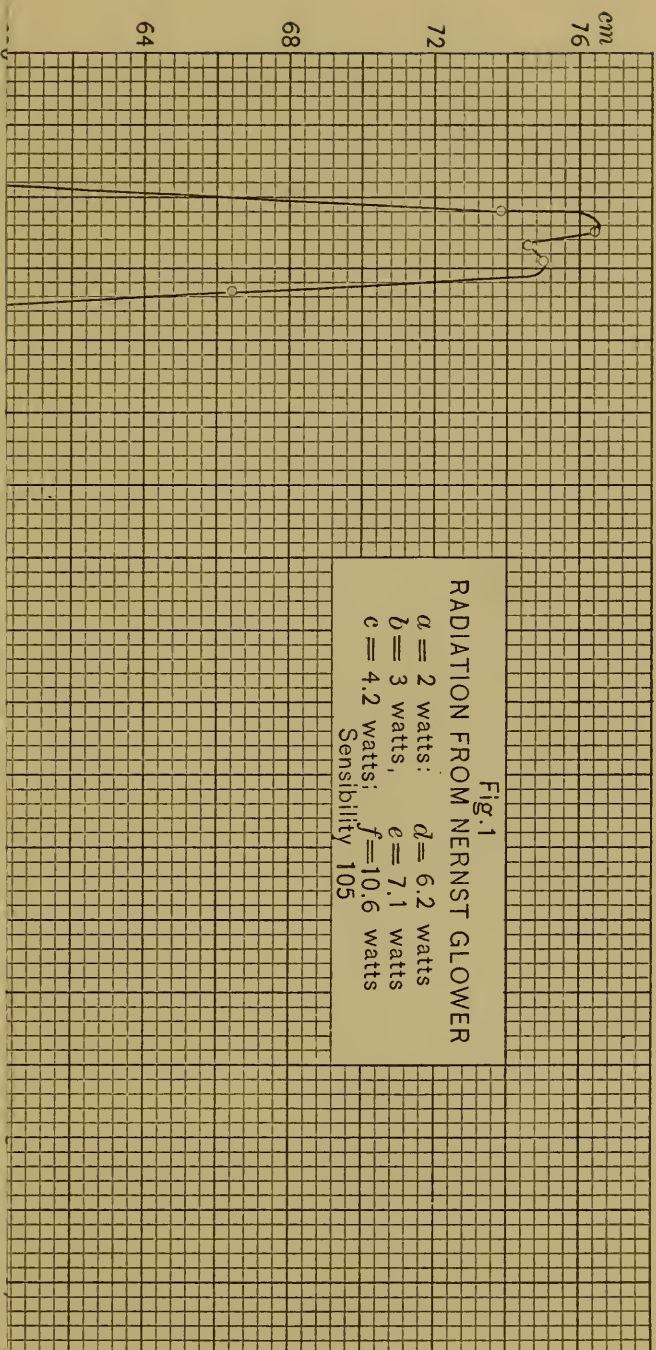 cm
76
72
68
64
Fig.1
RADIATION FROM NERNST GLOWER
a = 2 watts: d = 6.2 watts
b = 3 watts, e = 7.1 watts
c = 4.2 watts; f = 10.6 watts
Sensibility 105